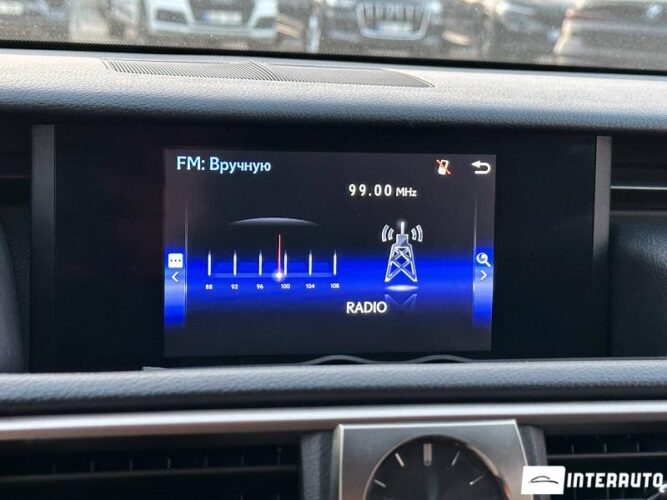 FM: Вручную
99.00 MHz
88 92 96 100 104 108
RADIO
INTERAUTO